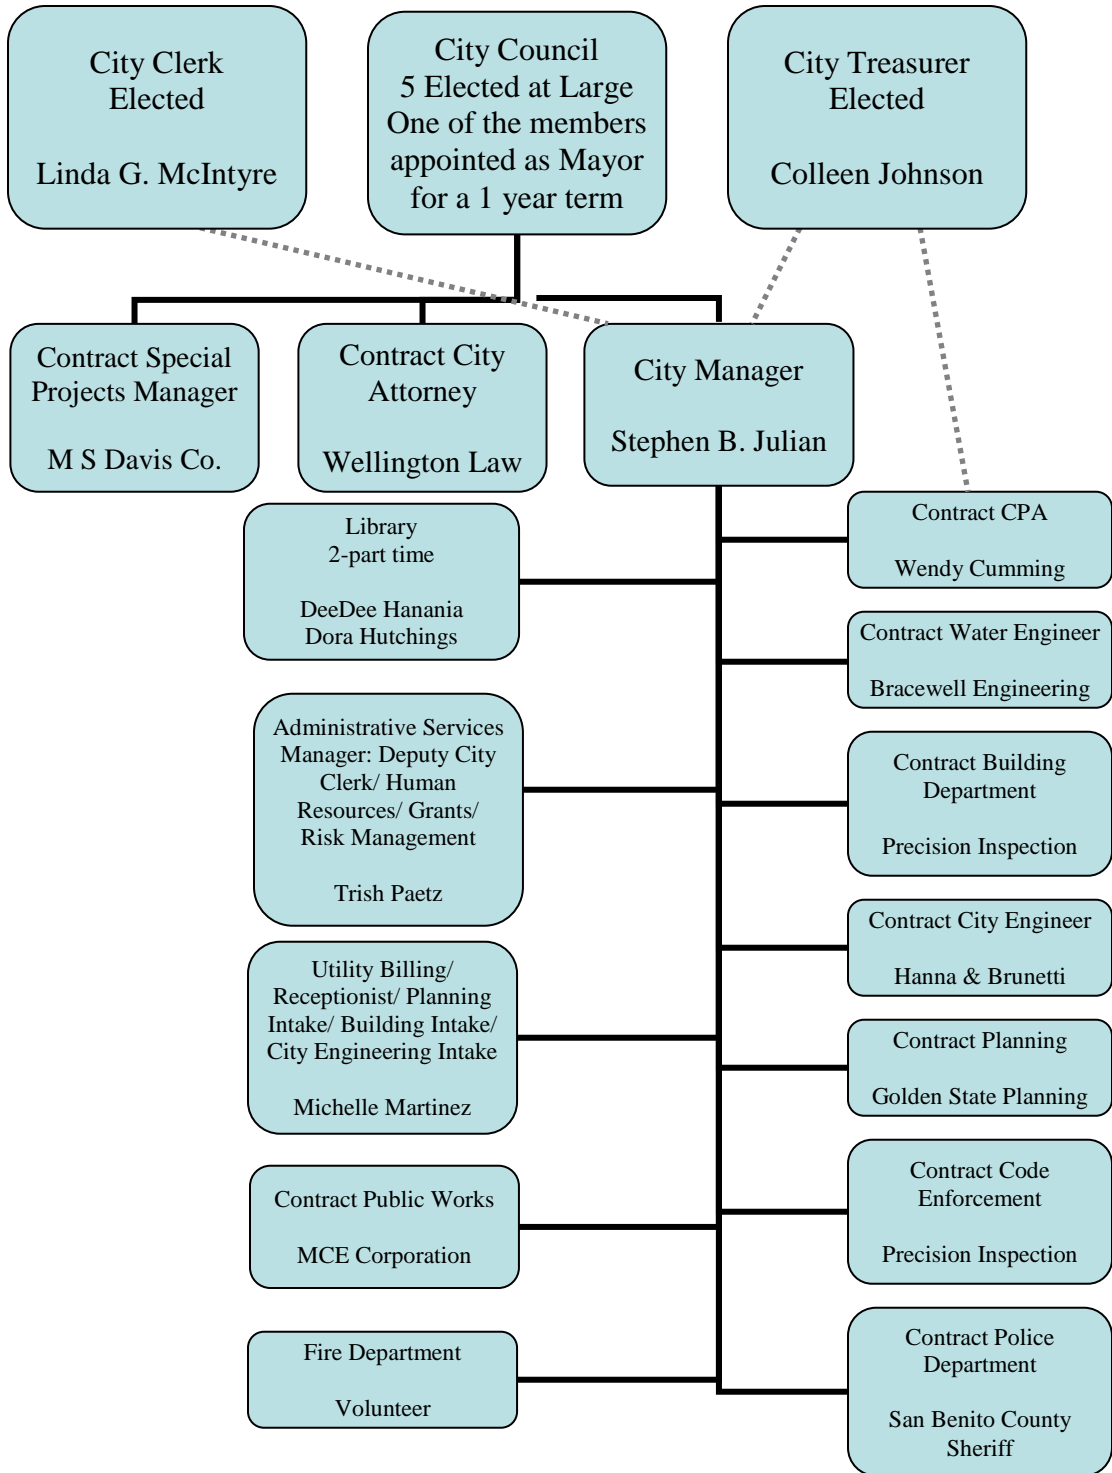 City Clerk
Elected
Linda G. McIntyre
City Council
5 Elected at Large
One of the members
appointed as Mayor
for a 1 year term
City Treasurer
Elected
Colleen Johnson
Contract Special
Projects Manager
M S Davis Co.
Contract City
Attorney
Wellington Law
City Manager
Stephen B. Julian
Library
2-part time
DeeDee Hanania
Dora Hutchings
Administrative Services
Manager: Deputy City
Clerk/ Human
Resources/ Grants/
Risk Management
Trish Paetz
Utility Billing/
Receptionist/ Planning
Intake/ Building Intake/
City Engineering Intake
Michelle Martinez
Contract Public Works
MCE Corporation
Fire Department
Volunteer
Contract CPA
Wendy Cumming
Contract Water Engineer
Bracewell Engineering
Contract Building
Department
Precision Inspection
Contract City Engineer
Hanna & Brunetti
Contract Planning
Golden State Planning
Contract Code
Enforcement
Precision Inspection
Contract Police
Department
San Benito County
Sheriff